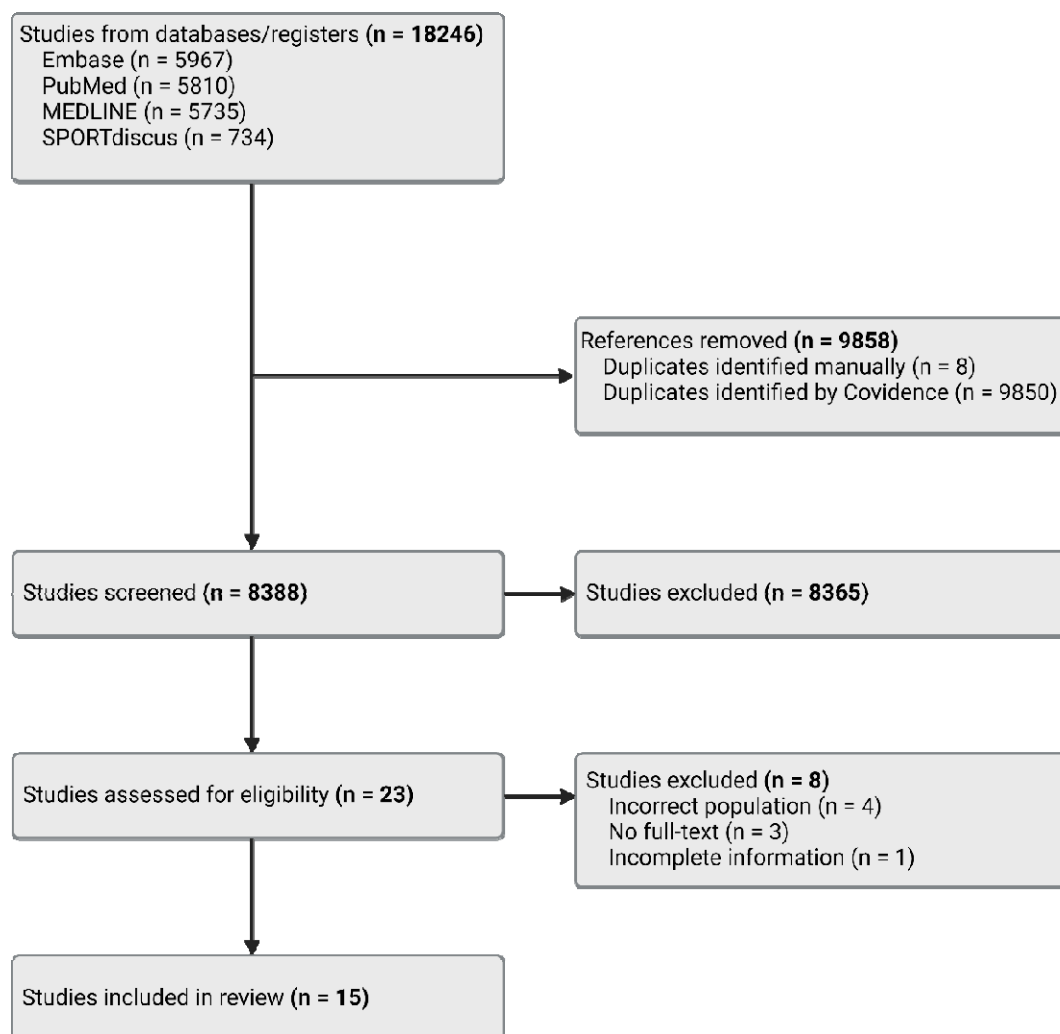 Studies from databases/registers (n = 18246)
Embase (n = 5967)
PubMed (n = 5810)
MEDLINE (n = 5735)
SPORTdiscus (n = 734)
References removed (n = 9858)
Duplicates identified manually (n = 8)
Duplicates identified by Covidence (n = 9850)
Studies screened (n = 8388)
Studies excluded (n = 8365)
Studies assessed for eligibility (n = 23)
Studies excluded (n = 8)
Incorrect population (n = 4)
No full-text (n = 3)
Incomplete information (n = 1)
Studies included in review (n = 15)